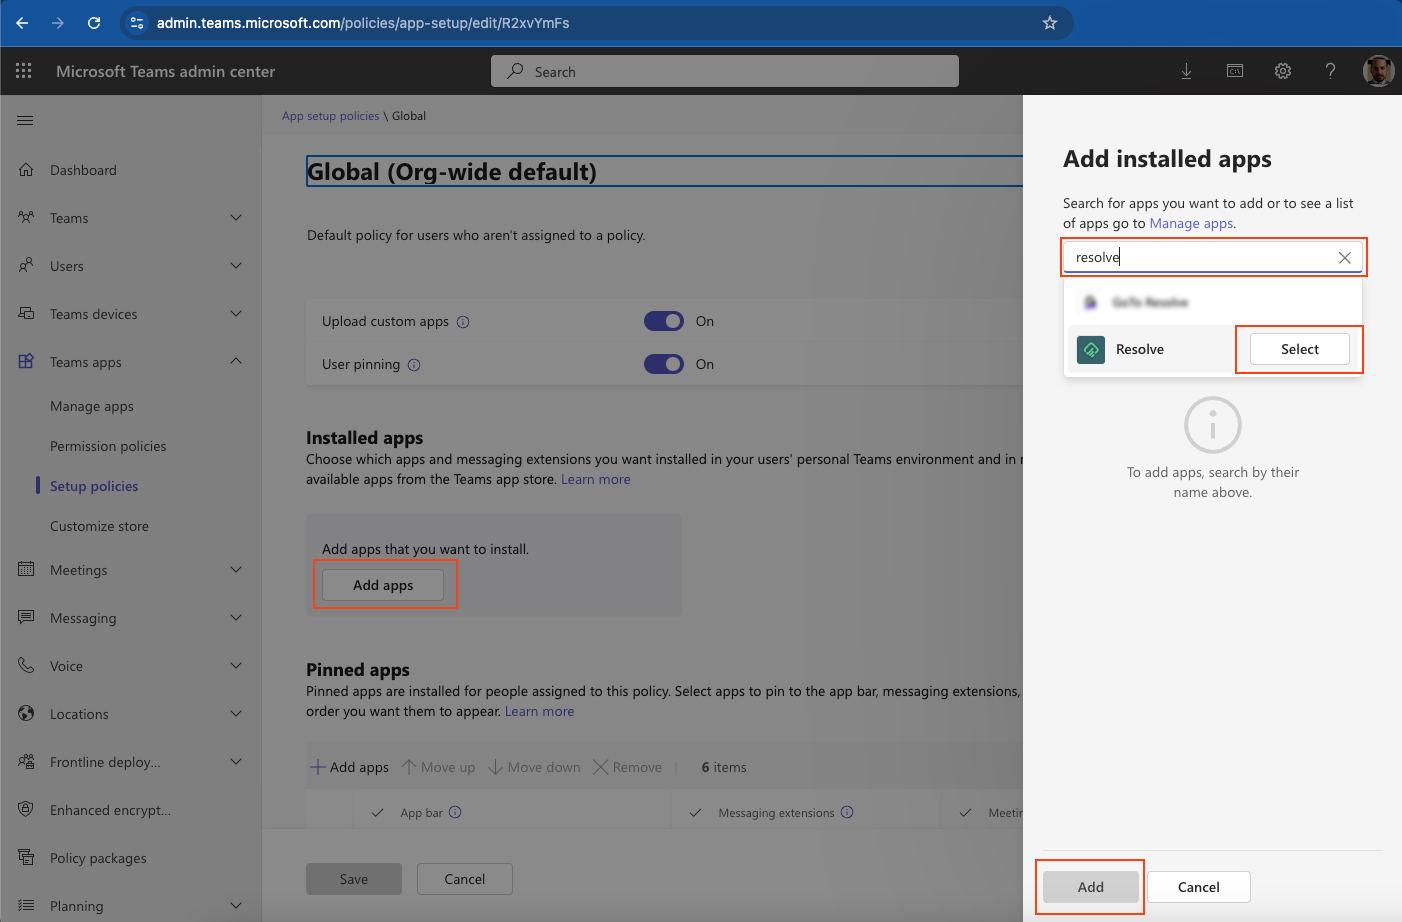 admin.teams.microsoft.com/policies/app-setup/edit/R2xvYmFs
Microsoft Teams admin center
Search
Dashboard
Teams
Users
Teams devices
Teams apps
Manage apps
Permission policies
Setup policies
Customize store
Meetings
Messaging
Voice
Locations
Frontline deploy...
Enhanced encrypt...
Policy packages
Planning
App setup policies \ Global
Global (Org-wide default)
Default policy for users who aren't assigned to a policy.
Upload custom apps On
User pinning On
Installed apps
Choose which apps and messaging extensions you want installed in your users' personal Teams environment and in
available apps from the Teams app store. Learn more
Add apps that you want to install.
Add apps
Pinned apps
Pinned apps are installed for people assigned to this policy. Select apps to pin to the app bar, messaging extensions,
order you want them to appear. Learn more
Add apps Move up Move down Remove | 6 items
App bar Messaging extensions Meetin
Save Cancel
Add installed apps
Search for apps you want to add or to see a list
of apps go to Manage apps.
resolve
GoTo Resolve
Resolve Select
To add apps, search by their
name above.
Add Cancel